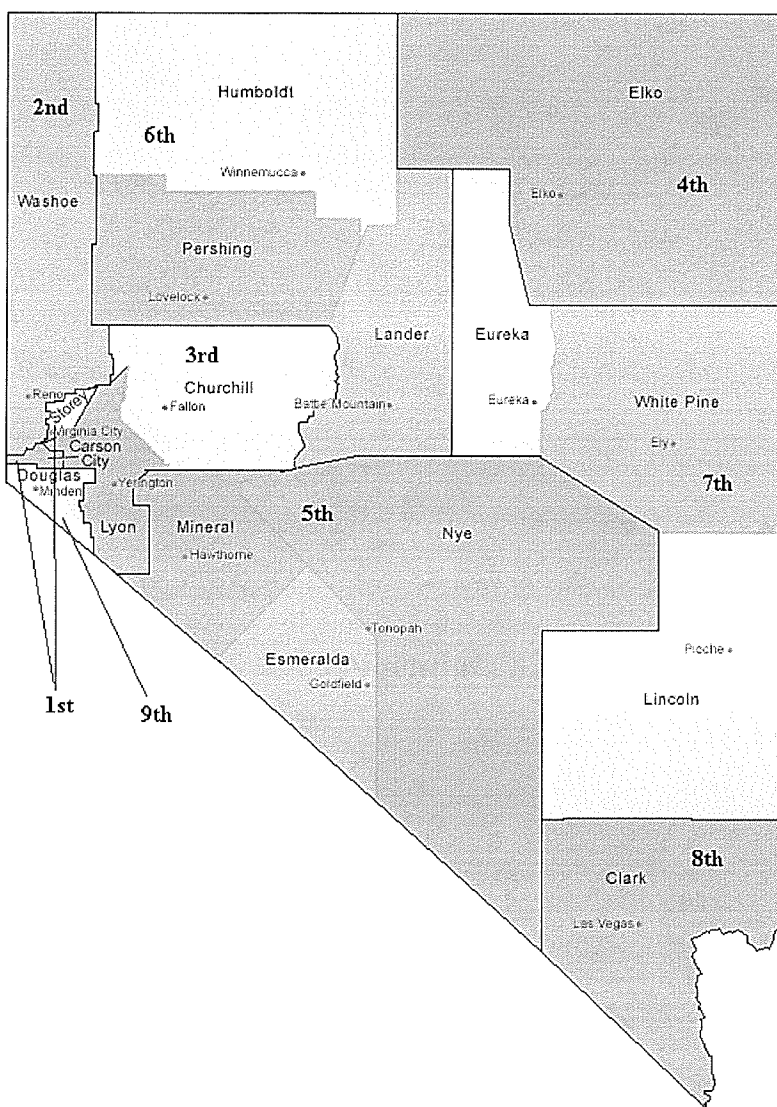 Humboldt
Elko
2nd
6th
Winnemucca
4th
Elko
Washoe
Pershing
Lovelock
Lander
Eureka
3rd
Churchill
Reno
Storey
Fallon
Battle Mountain
Eureka
White Pine
Virginia City
Carson
City
Ely
Douglas
Minden
Yerington
7th
Lyon
Mineral
5th
Nye
Hawthorne
Tonopah
Pioche
Esmeralda
Goldfield
Lincoln
1st
9th
8th
Clark
Las Vegas